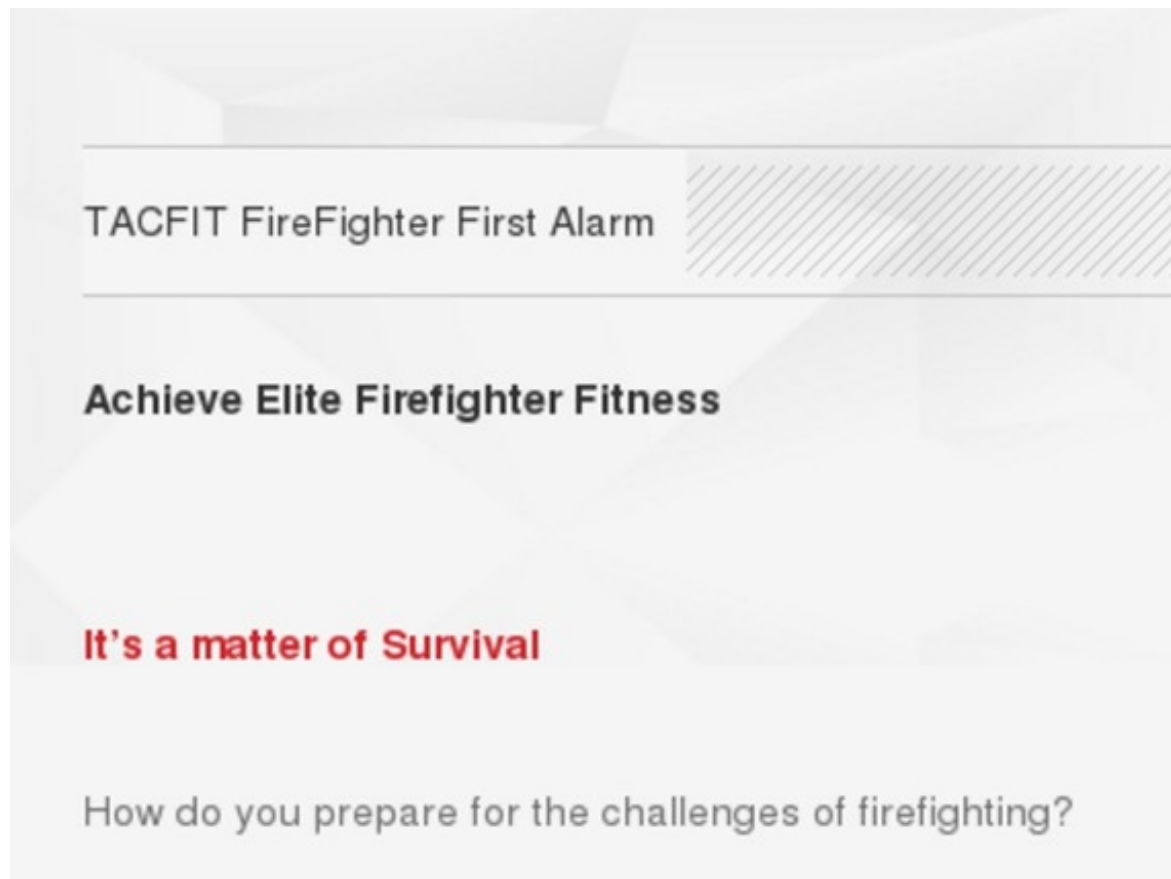 TACFIT FireFighter First Alarm
Achieve Elite Firefighter Fitness
It’s a matter of Survival
How do you prepare for the challenges of firefighting?